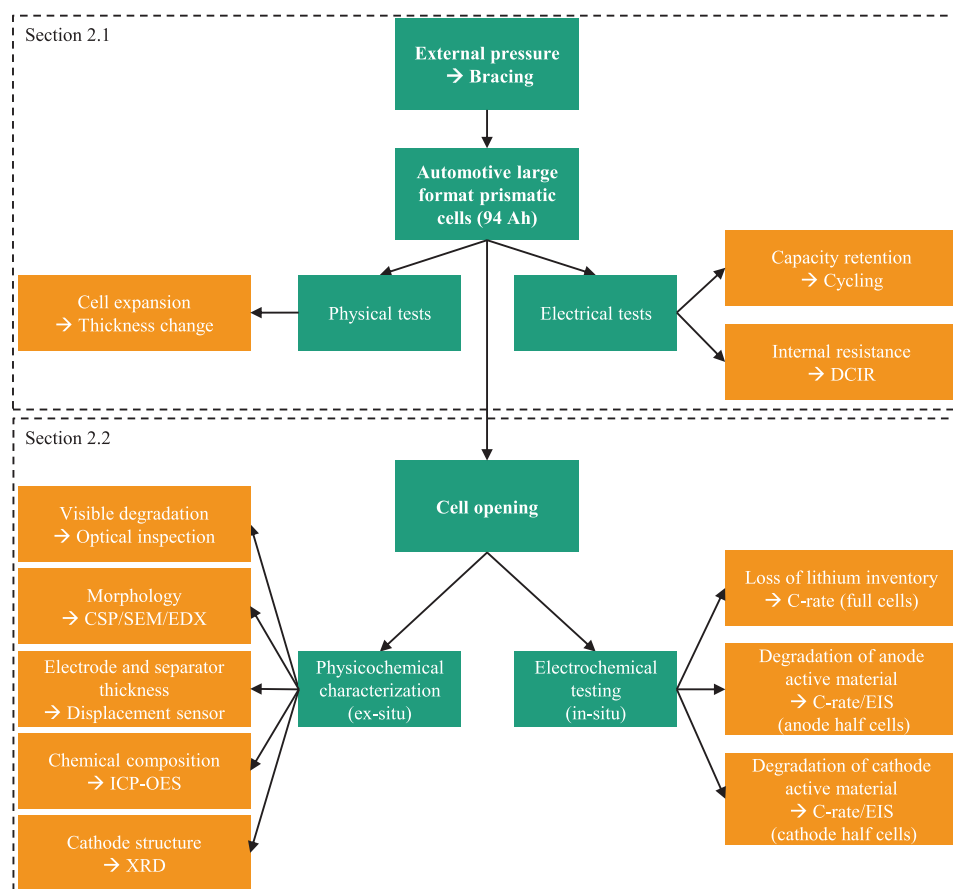 Section 2.1
External pressure
→ Bracing
Automotive large
format prismatic
cells (94 Ah)
Cell expansion
→ Thickness change
Physical tests
Electrical tests
Capacity retention
→ Cycling
Internal resistance
→ DCIR
Section 2.2
Cell opening
Visible degradation
→ Optical inspection
Morphology
→ CSP/SEM/EDX
Electrode and separator
thickness
→ Displacement sensor
Chemical composition
→ ICP-OES
Cathode structure
→ XRD
Physicochemical
characterization
(ex-situ)
Electrochemical
testing
(in-situ)
Loss of lithium inventory
→ C-rate (full cells)
Degradation of anode
active material
→ C-rate/EIS
(anode half cells)
Degradation of cathode
active material
→ C-rate/EIS
(cathode half cells)